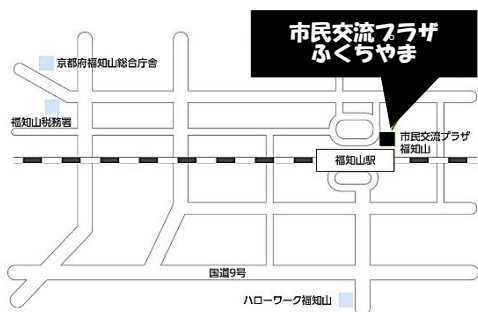 市民交流プラザ
ふくちやま
京都府福知山総合庁舎
福知山税務署
市民交流プラザ
福知山
福知山駅
国道9号
ハローワーク福知山